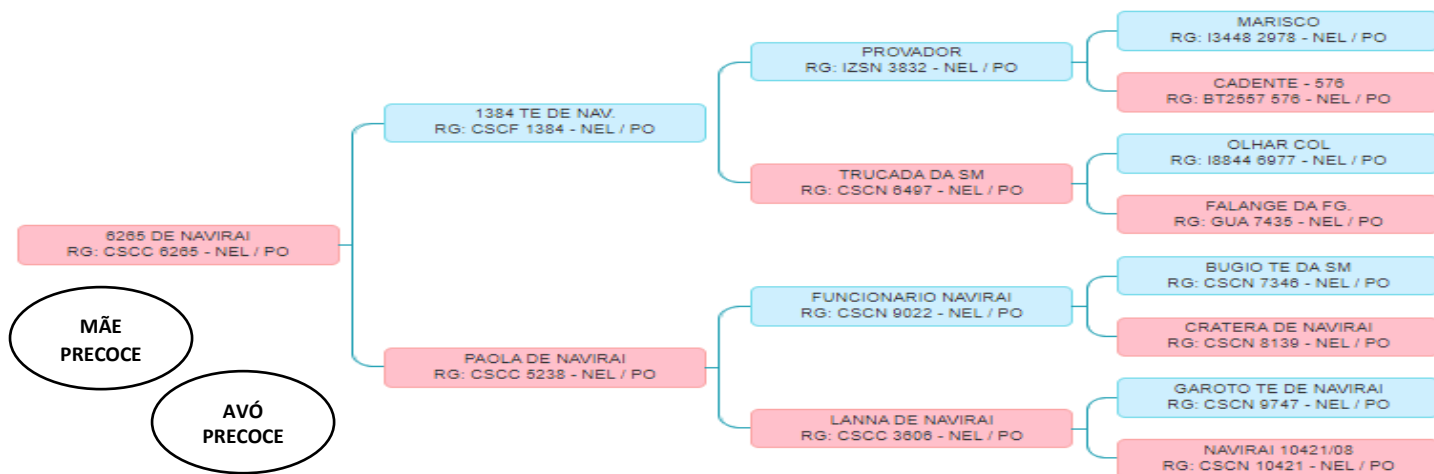 MARISCO
RG: I3448 2978 - NEL / PO
PROVADOR
RG: IZSN 3832 - NEL / PO
CADENTE - 576
RG: BT2557 576 - NEL / PO
1384 TE DE NAV.
RG: CSCF 1384 - NEL / PO
OLHAR COL
RG: I8844 6977 - NEL / PO
TRUCADA DA SM
RG: CSCN 6497 - NEL / PO
FALANGE DA FG.
RG: GUA 7435 - NEL / PO
6265 DE NAVIRAI
RG: CSCC 6265 - NEL / PO
BUGIO TE DA SM
RG: CSCN 7346 - NEL / PO
FUNCIONARIO NAVIRAI
RG: CSCN 9022 - NEL / PO
CRATERA DE NAVIRAI
RG: CSCN 8139 - NEL / PO
PAOLA DE NAVIRAI
RG: CSCC 5238 - NEL / PO
GAROTO TE DE NAVIRAI
RG: CSCN 9747 - NEL / PO
LANNA DE NAVIRAI
RG: CSCC 3606 - NEL / PO
NAVIRAI 10421/08
RG: CSCN 10421 - NEL / PO
MÃE
PRECOCE
AVÓ
PRECOCE